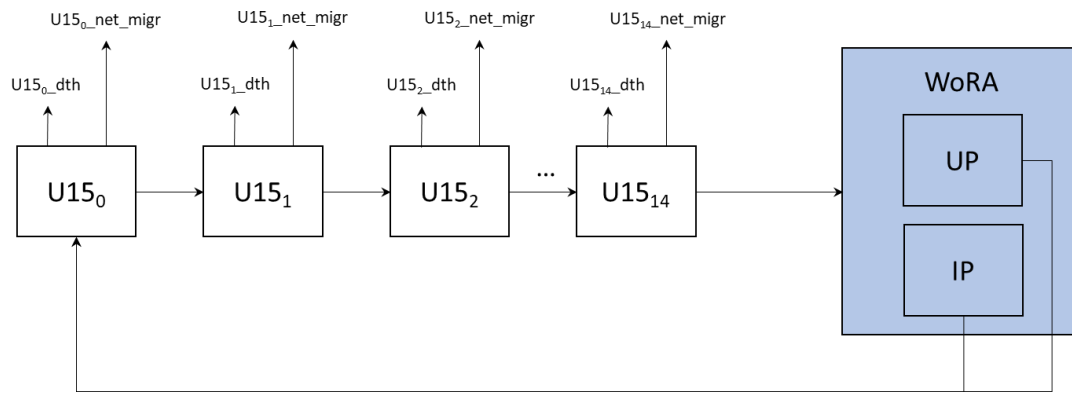 U15₀_net_migr
U15₁_net_migr
U15₂_net_migr
U15₁₄_net_migr
U15₀_dth
U15₁_dth
U15₂_dth
U15₁₄_dth
WoRA
UP
U15₀
U15₁
U15₂
...
U15₁₄
IP